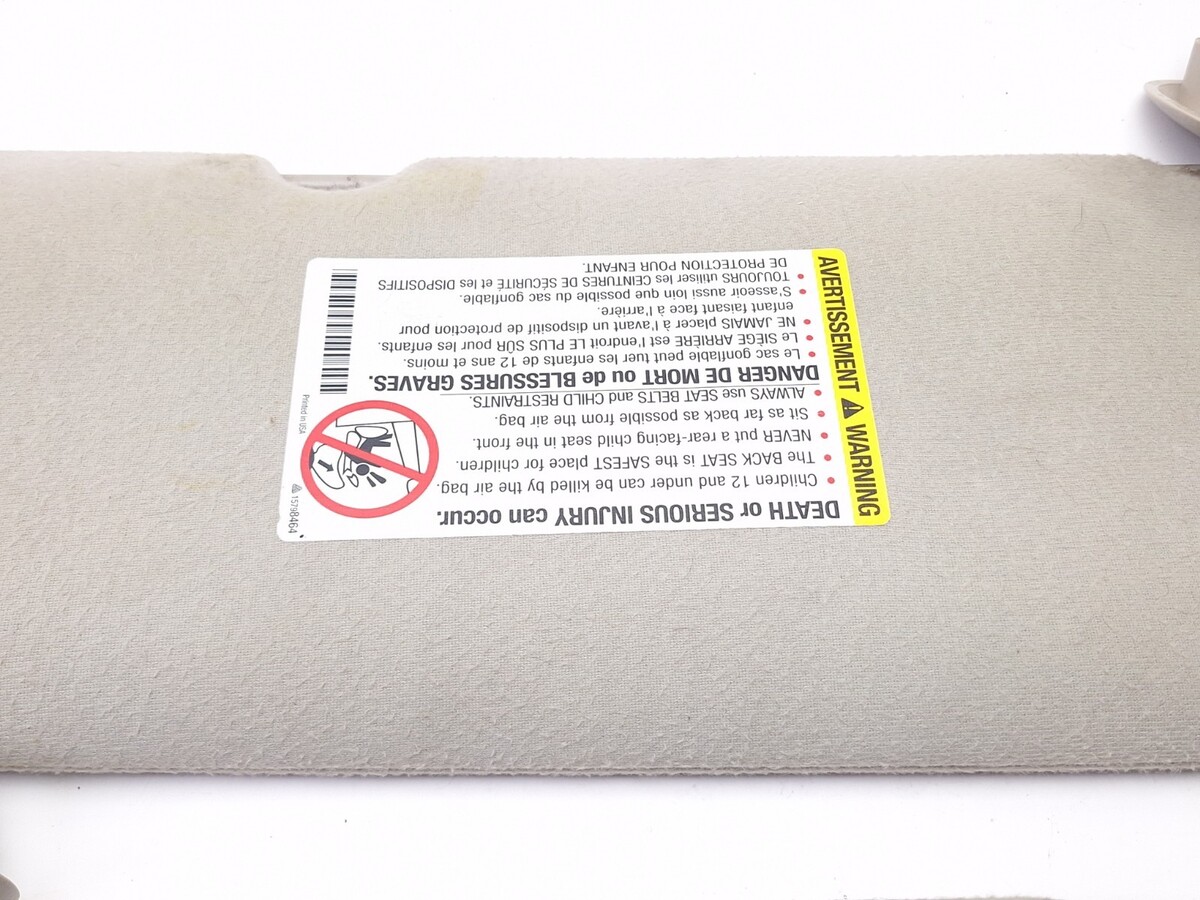 AVERTISSEMENT ⚠ WARNING
DEATH or SERIOUS INJURY can occur.
• Children 12 and under can be killed by the air bag.
• The BACK SEAT is the SAFEST place for children.
• NEVER put a rear-facing child seat in the front.
• Sit as far back as possible from the air bag.
• ALWAYS use SEAT BELTS and CHILD RESTRAINTS.
DANGER DE MORT ou de BLESSURES GRAVES.
• Le sac gonflable peut tuer les enfants de 12 ans et moins.
• Le SIÈGE ARRIÈRE est l'endroit LE PLUS SÛR pour les enfants.
• NE JAMAIS placer à l'avant un dispositif de protection pour
enfant faisant face à l'arrière.
• S'asseoir aussi loin que possible du sac gonflable.
• TOUJOURS utiliser les CEINTURES DE SÉCURITÉ et les DISPOSITIFS
DE PROTECTION POUR ENFANT.
15798464
Printed in USA